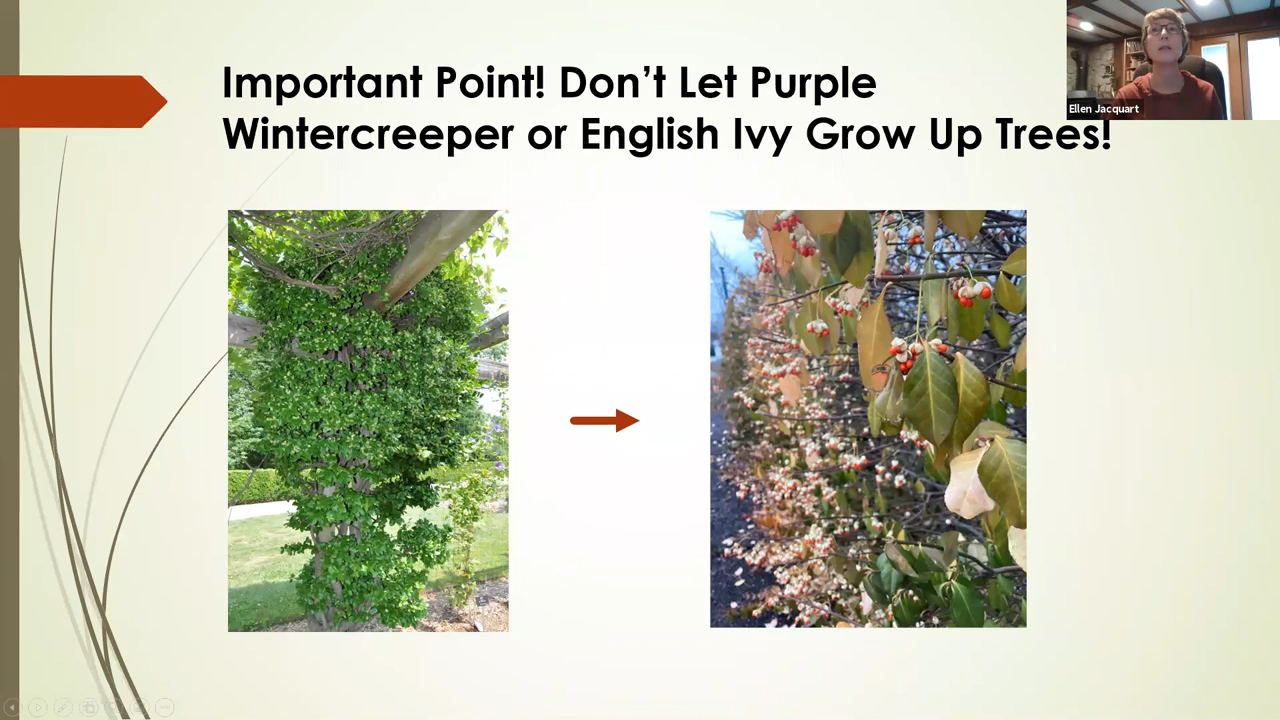 Important Point! Don't Let Purple
Wintercreeper or English Ivy Grow Up Trees!
Ellen Jacquart